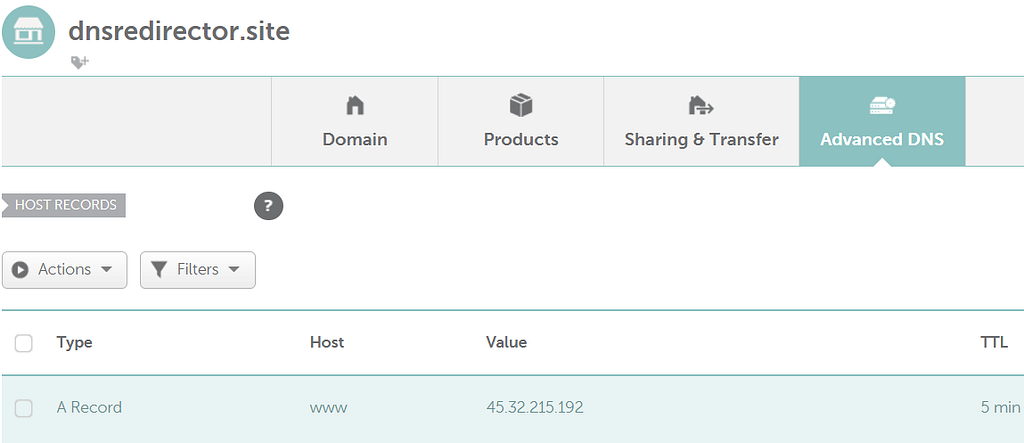 dnsredirector.site
Domain Products Sharing & Transfer Advanced DNS
HOST RECORDS ?
Actions Filters
Type Host Value TTL
A Record www 45.32.215.192 5 min